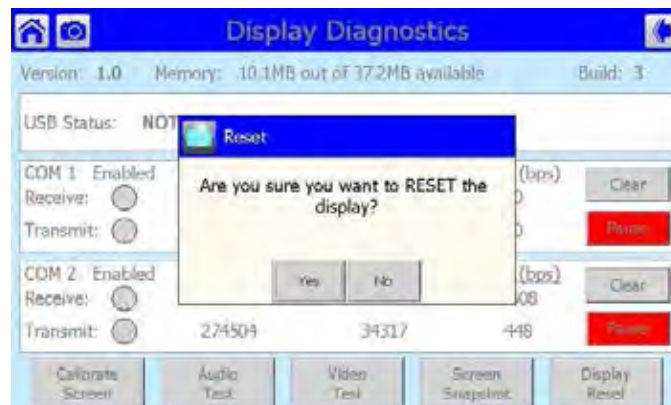 Display Diagnostics
Version: 1.0 Memory: 10.1MB out of 37.2MB available Build: 3
USB Status: NOT
Reset
Are you sure you want to RESET the
display?
Yes No
COM 1 Enabled (bps)
Receive: 0 Clear
Transmit: 0 Pause
COM 2 Enabled (bps)
Receive: Clear
Transmit: 274504 34317 448 Pause
Calibrate Audio Video Screen Display
Screen Test Test Snapshot Reset